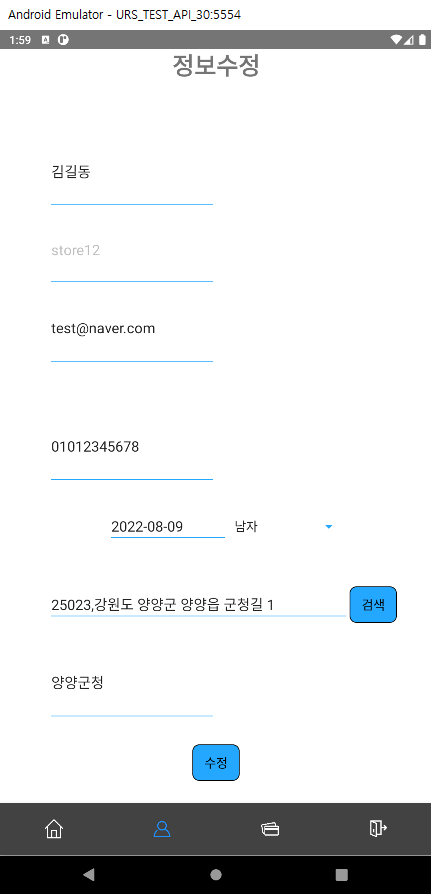 Android Emulator - URS_TEST_API_30:5554
1:59
정보수정
김길동
store12
test@naver.com
01012345678
2022-08-09 남자
25023,강원도 양양군 양양읍 군청길 1 검색
양양군청
수정